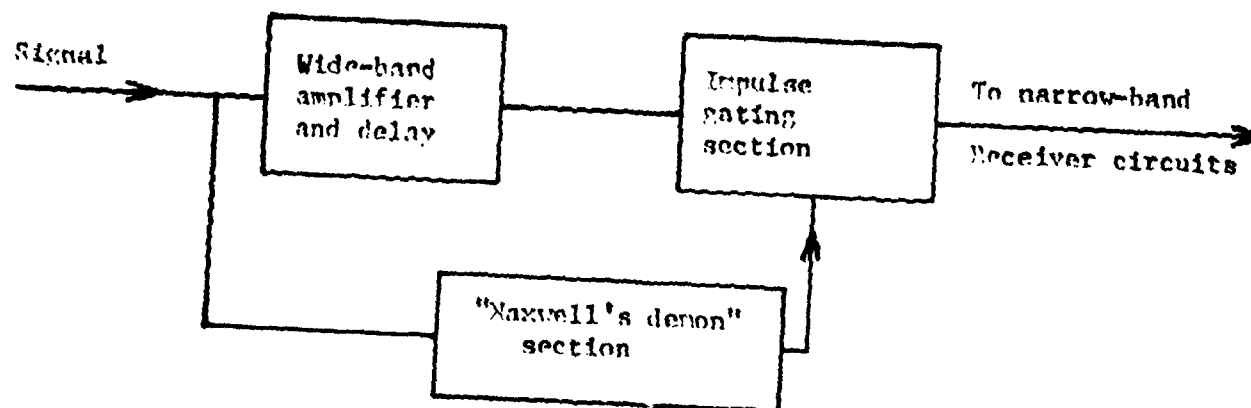 Signal
Wide-band
amplifier
and delay
Impulse
gating
section
To narrow-band
Receiver circuits
"Maxwell's demon"
section